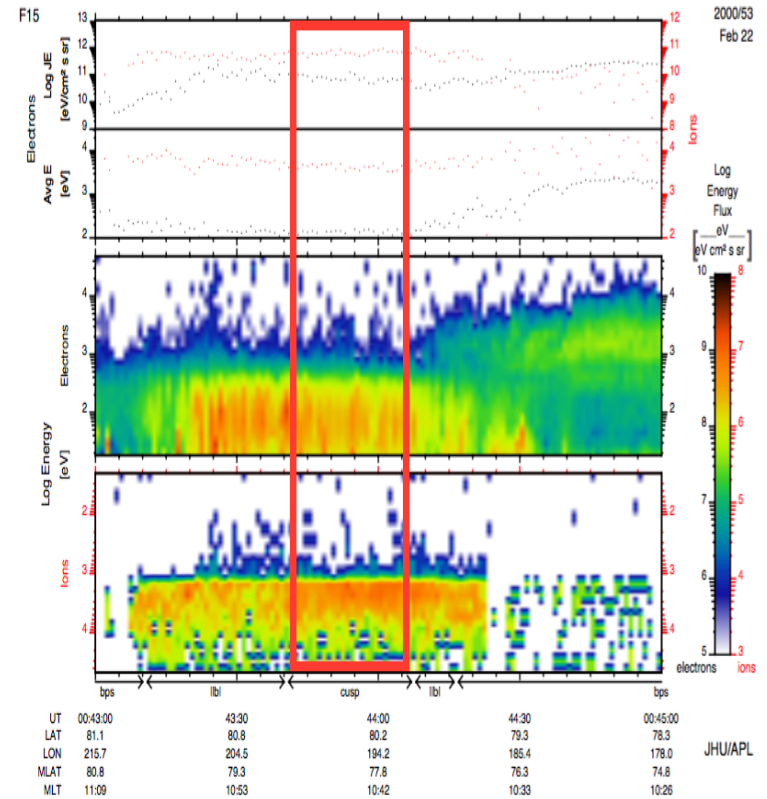 F15
2000/53
Feb 22
Electrons
Log JE
[eV/cm² s sr]
13
12
11
10
9
12
11
10
9
8
Ions
Avg E
[eV]
4
3
2
4
3
2
Log Energy
[eV]
Electrons
4
3
2
Ions
2
3
4
2
3
4
Log
Energy
Flux
eV
eV cm² s sr
10 8
9 7
8 6
7 5
6 4
5 3
electrons ions
bps llbl cusp llbl bps
UT 00:43:00 43:30 44:00 44:30 00:45:00
LAT 81.1 80.8 80.2 79.3 78.3
LON 215.7 204.5 194.2 185.4 178.0
MLAT 80.8 79.3 77.8 76.3 74.8
MLT 11:09 10:53 10:42 10:33 10:26
JHU/APL